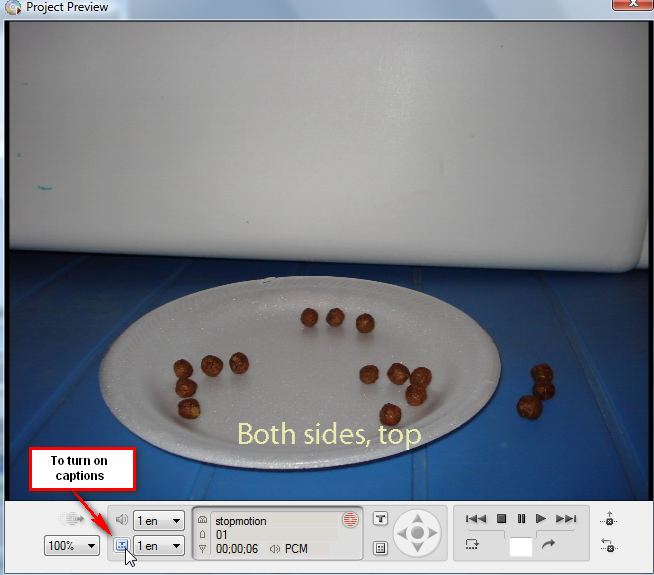 Project Preview
Both sides, top
To turn on
captions
1 en
stopmotion
01
100%
1 en
00;00;06
PCM
T